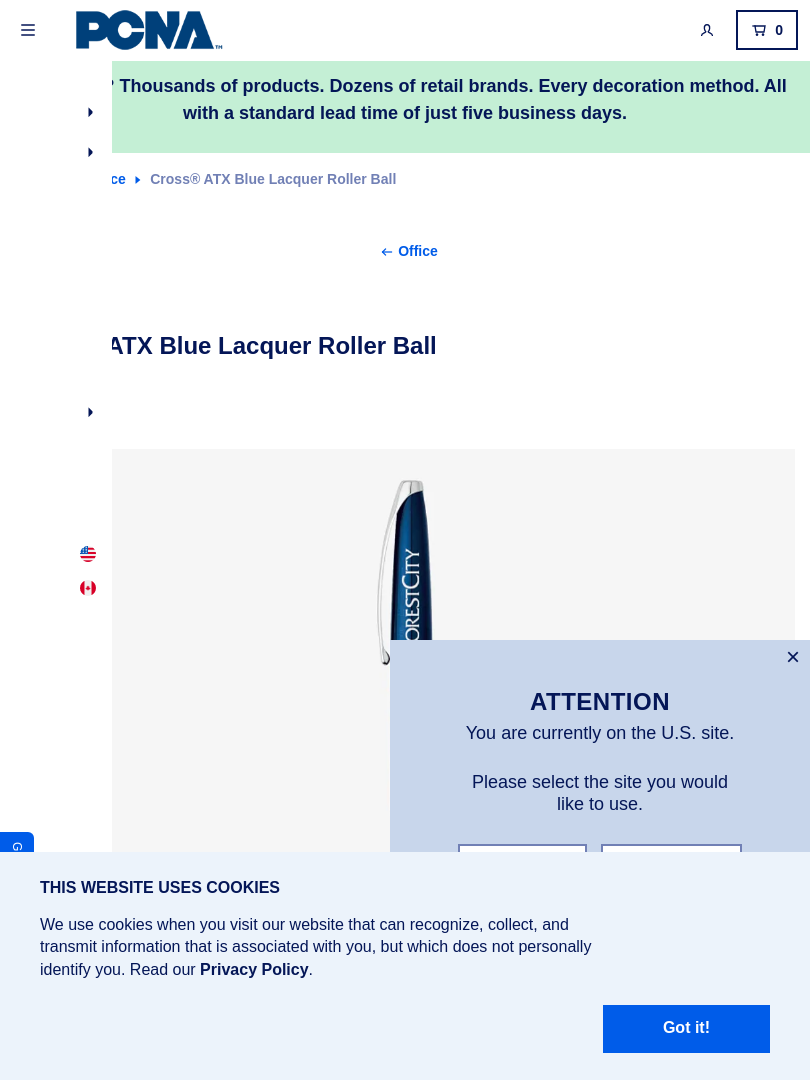 PCNA™
0
? Thousands of products. Dozens of retail brands. Every decoration method. All
with a standard lead time of just five business days.
ce Cross® ATX Blue Lacquer Roller Ball
Office
ATX Blue Lacquer Roller Ball
ORESTCITY
ATTENTION
You are currently on the U.S. site.
Please select the site you would
like to use.
G
THIS WEBSITE USES COOKIES
We use cookies when you visit our website that can recognize, collect, and
transmit information that is associated with you, but which does not personally
identify you. Read our Privacy Policy.
Got it!